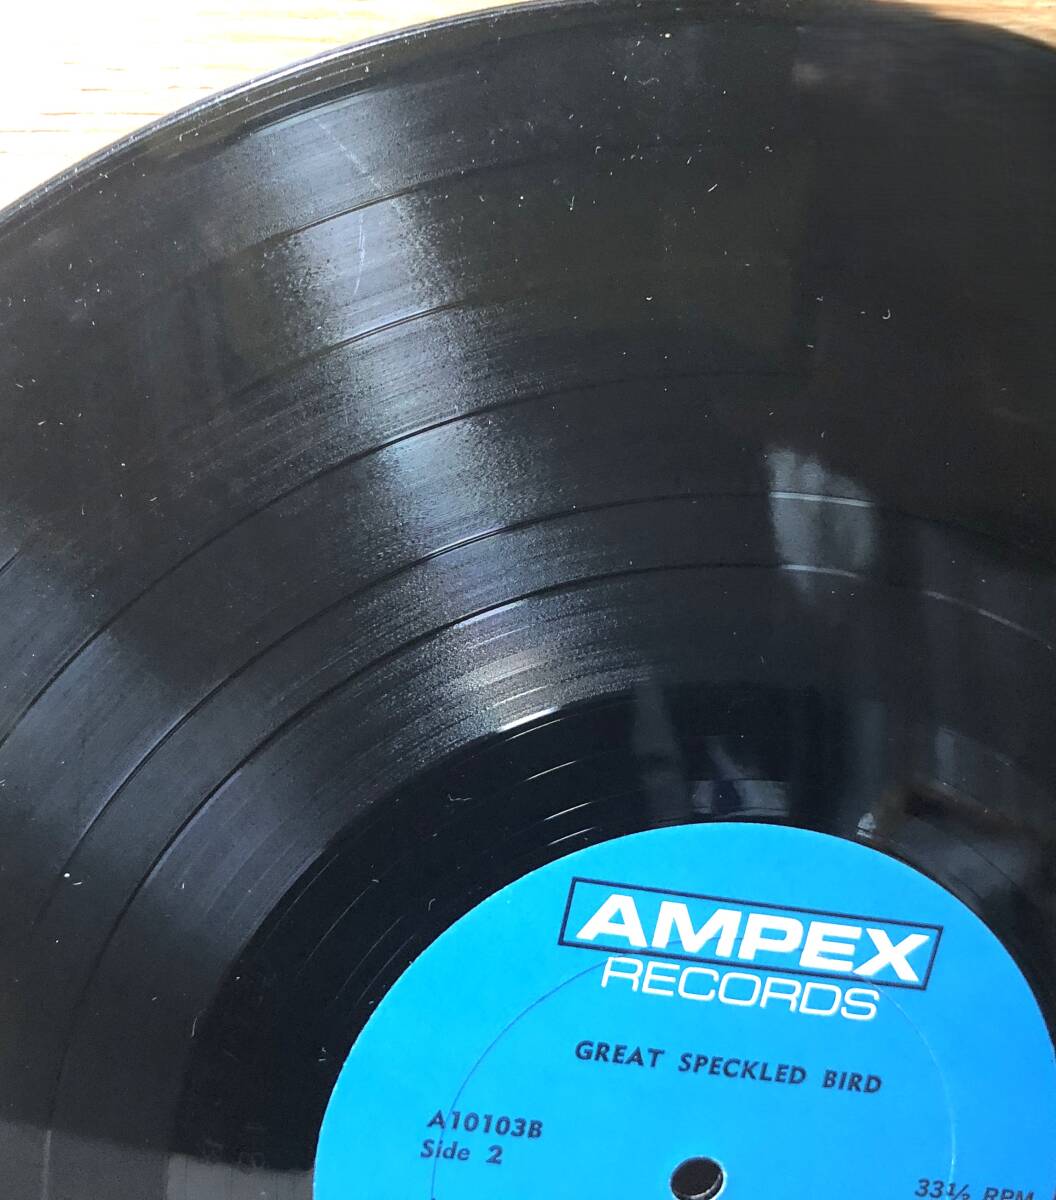 AMPEX
RECORDS
GREAT SPECKLED BIRD
A10103B
Side 2
33⅓ RPM